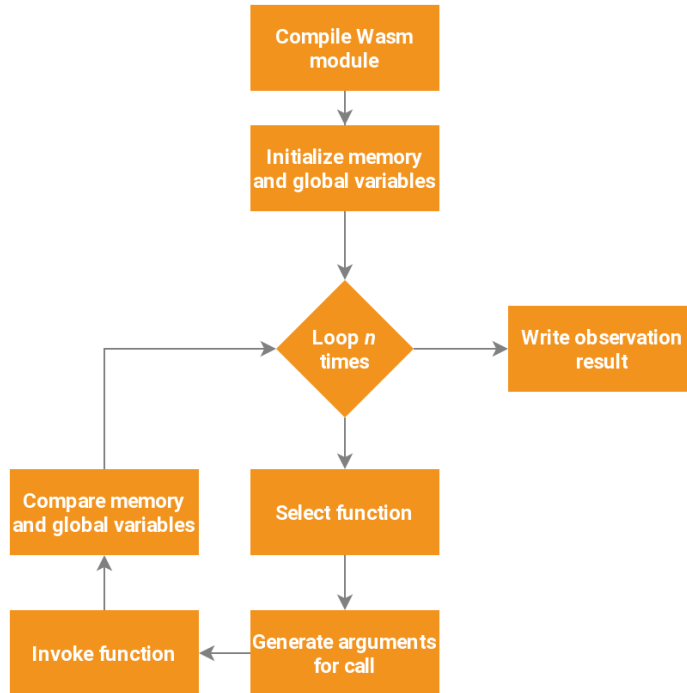 Compile Wasm
module
Initialize memory
and global variables
Loop n
times
Write observation
result
Select function
Compare memory
and global variables
Generate arguments
for call
Invoke function